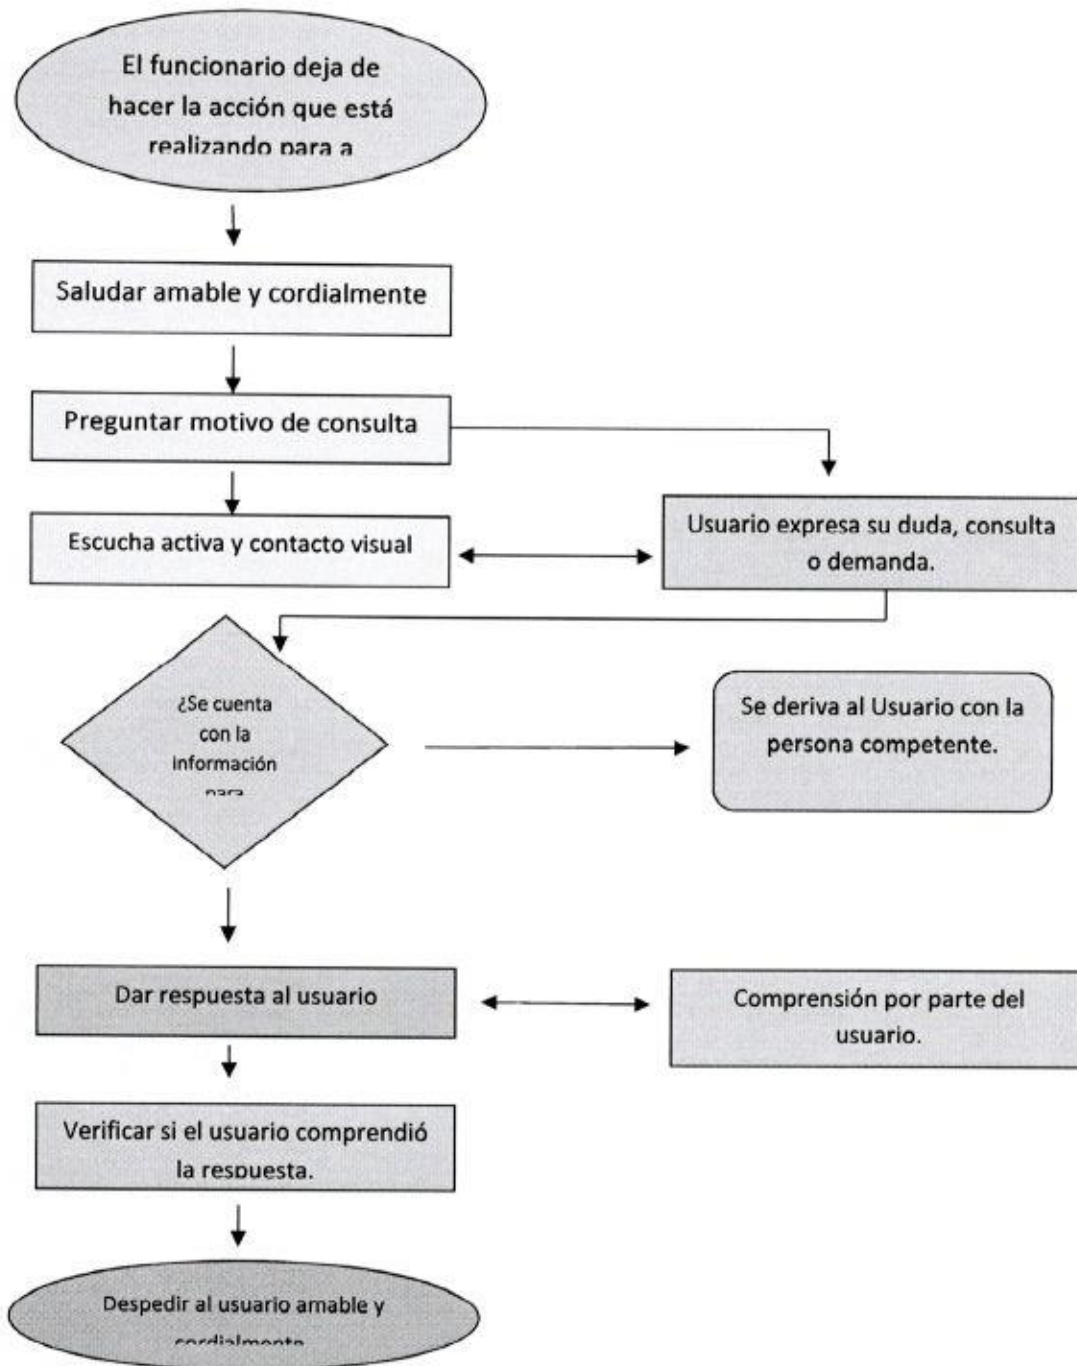 El funcionario deja de
hacer la acción que está
realizando para a
Saludar amable y cordialmente
Preguntar motivo de consulta
Escucha activa y contacto visual
Usuario expresa su duda, consulta
o demanda.
¿Se cuenta
con la
información
para
Se deriva al Usuario con la
persona competente.
Dar respuesta al usuario
Comprensión por parte del
usuario.
Verificar si el usuario comprendió
la respuesta.
Despedir al usuario amable y
cordialmente